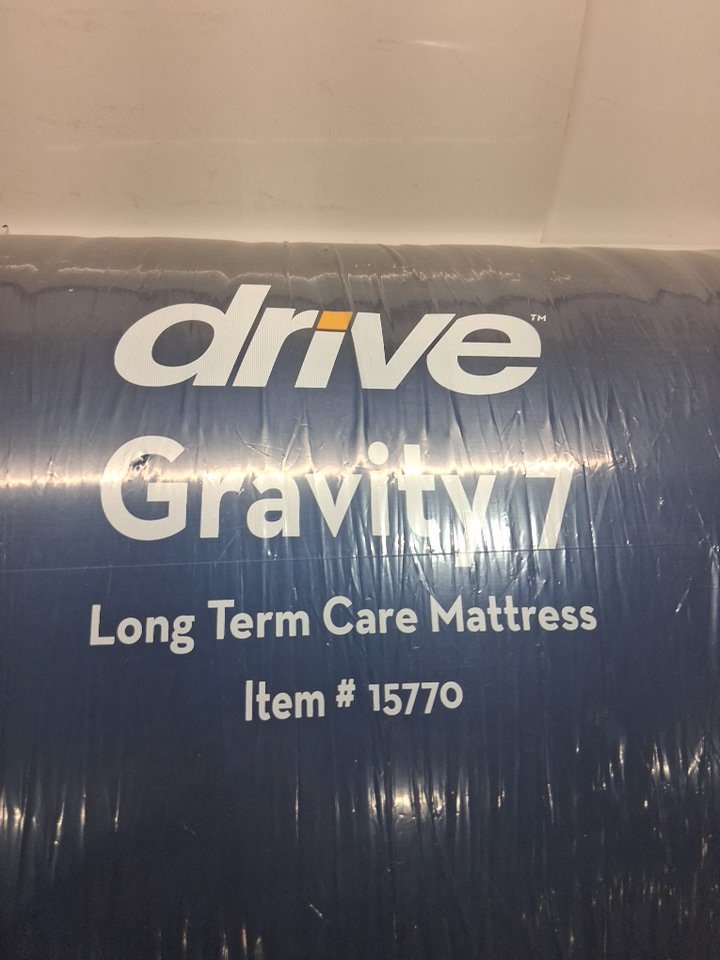 drive™
Gravity 7
Long Term Care Mattress
Item # 15770